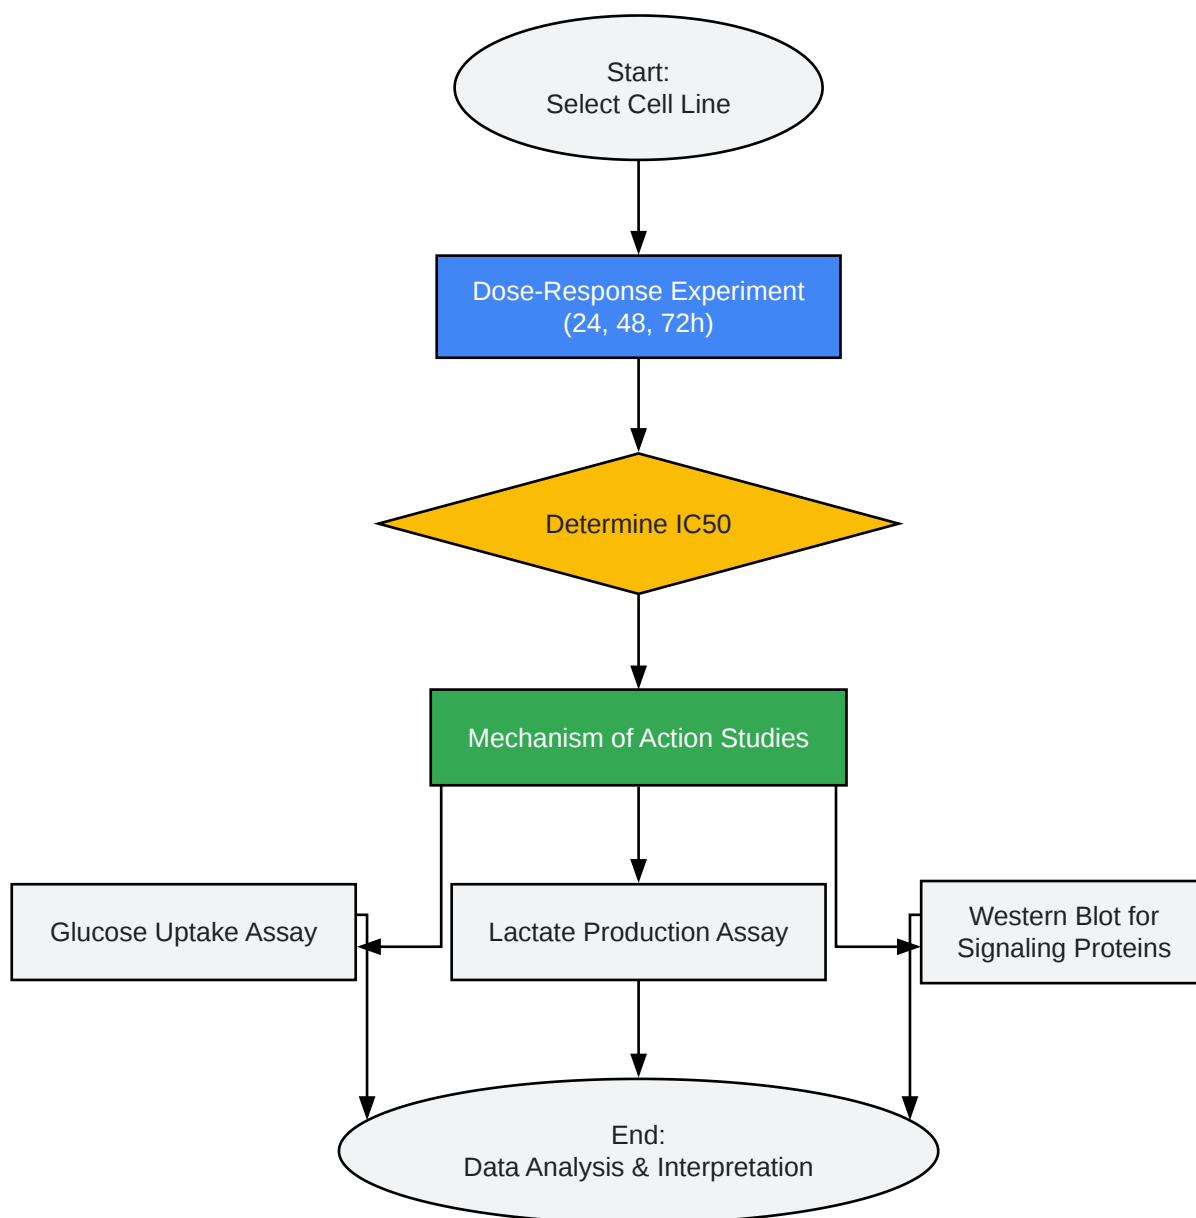 Start:
Select Cell Line
Dose-Response Experiment
(24, 48, 72h)
Determine IC50
Mechanism of Action Studies
Glucose Uptake Assay
Lactate Production Assay
Western Blot for
Signaling Proteins
End:
Data Analysis & Interpretation